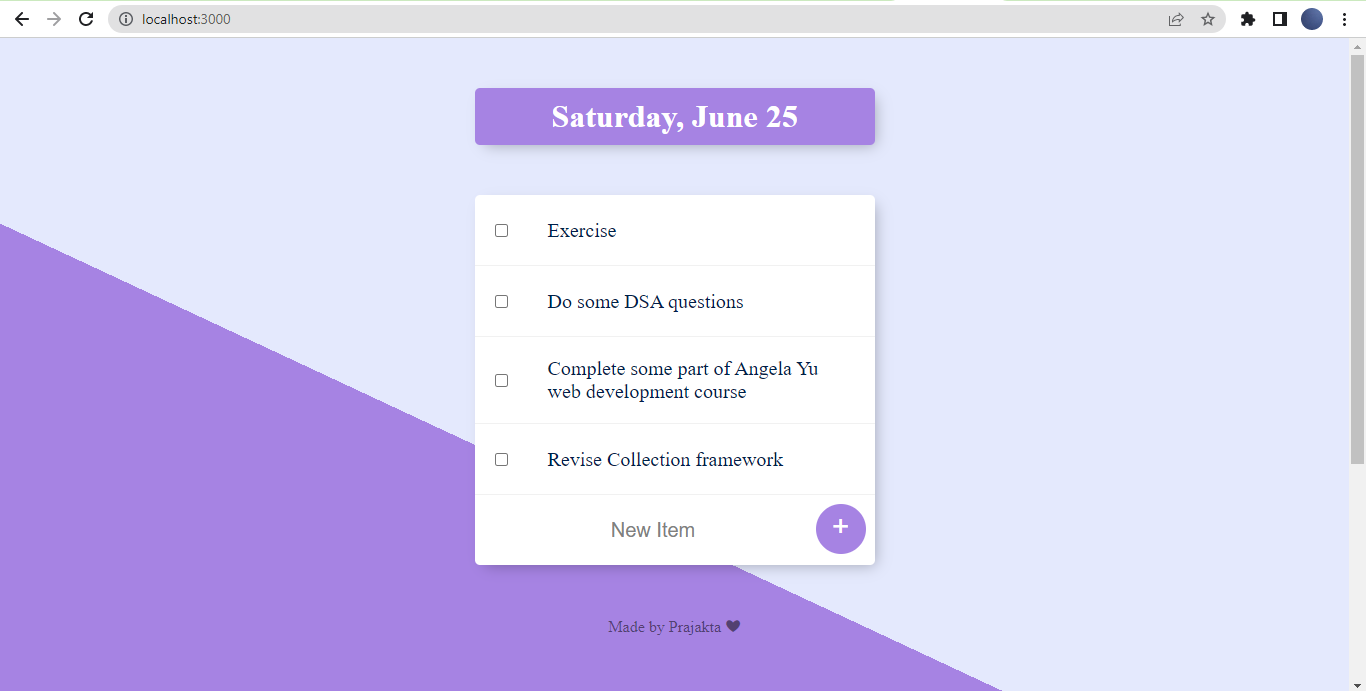 localhost:3000
Saturday, June 25
Exercise
Do some DSA questions
Complete some part of Angela Yu
web development course
Revise Collection framework
New Item
+
Made by Prajakta 🖤